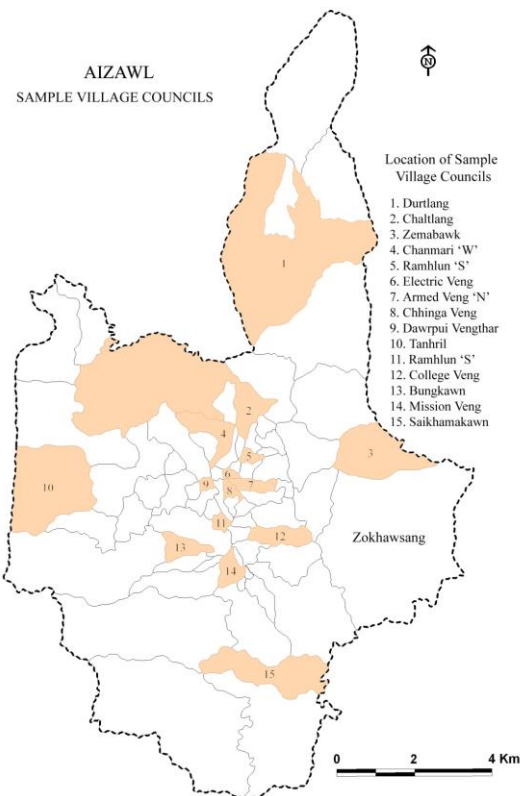 AIZAWL
SAMPLE VILLAGE COUNCILS
N
Location of Sample
Village Councils
1. Durtlang
2. Chaltlang
3. Zemabawk
4. Chanmari ‘W’
5. Ramhlun ‘S’
6. Electric Veng
7. Armed Veng ‘N’
8. Chhinga Veng
9. Dawrpui Vengthar
10. Tanhril
11. Ramhlun ‘S’
12. College Veng
13. Bungkawn
14. Mission Veng
15. Saikhamakawn
1
2
4
5
3
6
10
9
8
7
11
12
Zokhawsang
13
14
15
0 2 4 Km